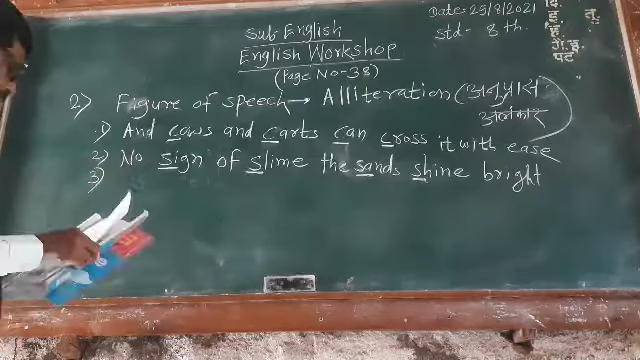 Sub English
Date: 25/8/2021
English Workshop
Std - 8 th.
(Page No-38)
2) Figure of speech → Alliteration (अनुप्रास
अलंकार)
1) And cows and carts can cross it with ease
2) No sign of slime the sands shine bright
3)